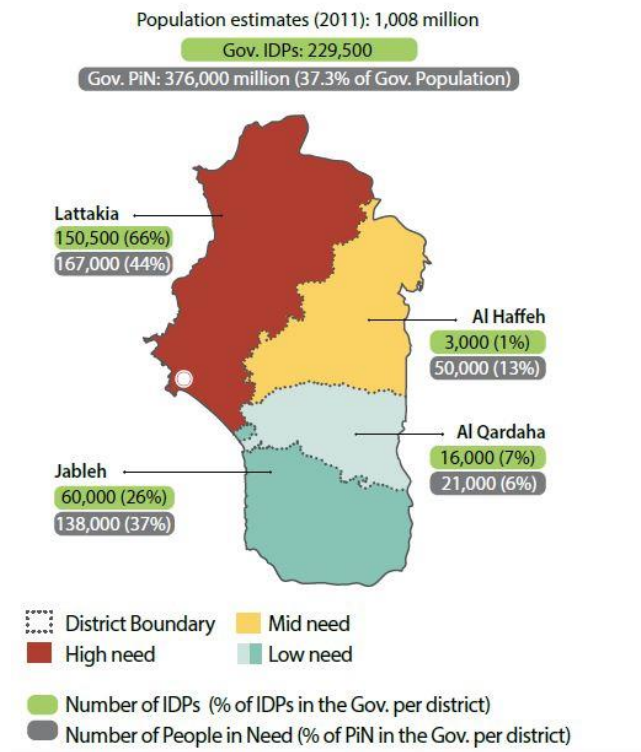 Population estimates (2011): 1,008 million
Gov. IDPs: 229,500
Gov. PiN: 376,000 million (37.3% of Gov. Population)
Lattakia
150,500 (66%)
167,000 (44%)
Al Haffeh
3,000 (1%)
50,000 (13%)
Al Qardaha
16,000 (7%)
21,000 (6%)
Jableh
60,000 (26%)
138,000 (37%)
District Boundary
Mid need
High need
Low need
Number of IDPs (% of IDPs in the Gov. per district)
Number of People in Need (% of PiN in the Gov. per district)